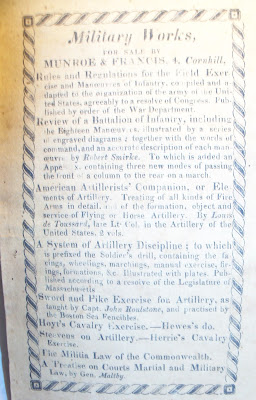 Military Works,
FOR SALE BY
MUNROE & FRANCIS, 4, Cornhill,
Rules and Regulations for the Field Exer
cise and Manœuvres of Infantry, compiled and a
dapted to the organization of the army of the Uni
ted States, agreeably to a resolve of Congress. Pub
lished by order of the War Department.
Review of a Battalion of Infantry, including
the Eighteen Manœuvres, illustrated by a series
of engraved diagrams; together with the words of
command, and an accurate description of each man
œuvre by Robert Smirke. To which is added an
Appe x, containing three new modes of passing
the front of a column to the rear on a march.
American Artillerists' Companion, or Ele
ments of Artillery. Treating of all kinds of Fire
Arms in detail, and of the formation, object and
service of Flying or Horse Artillery. By Louis
de Toussard, late Lt. Col. in the Artillery of the
United States. 2 vols.
A System of Artillery Discipline; to which
is prefixed the Soldier's drill, containing the fa
cings, wheelings, marchings, manual exercise, fir
ings, formations, &c. Illustrated with plates. Pub
lished according to a resolve of the Legislature of
Massachusetts
Sword and Pike Exercise for Artillery, as
taught by Capt. John Roulstone, and practised by
the Boston Sea Fencibles.
Hoyt's Cavalry Exercise.—Hewes's do.
Stevens on Artillery.—Herrie's Cavalry
Exercise.
The Militia Law of the Commonwealth.
A Treatise on Courts Martial and Military
Law, by Gen. Maltby.